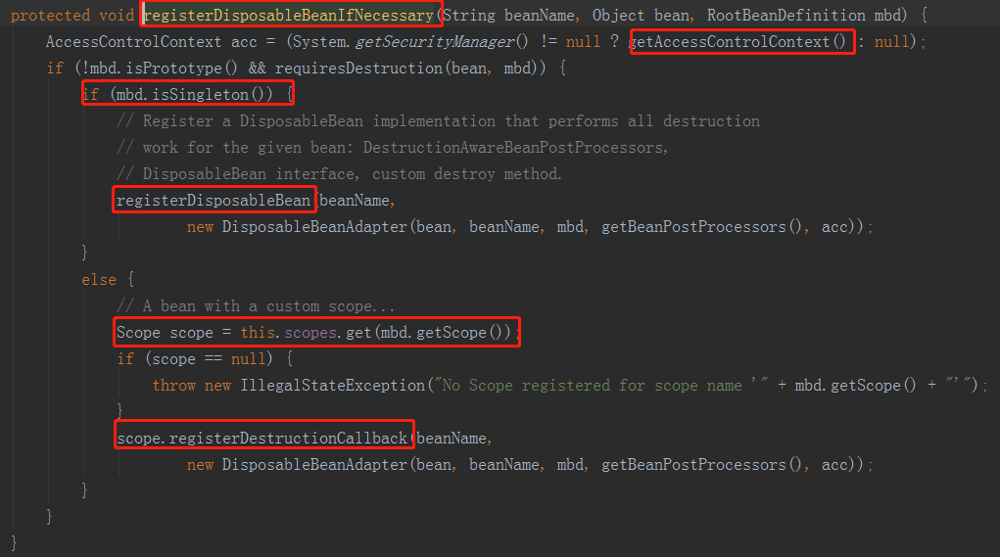 protected void registerDisposableBeanIfNecessary(String beanName, Object bean, RootBeanDefinition mbd) {
    AccessControlContext acc = (System.getSecurityManager() != null ? getAccessControlContext() : null);
    if (!mbd.isPrototype() && requiresDestruction(bean, mbd)) {
        if (mbd.isSingleton()) {
            // Register a DisposableBean implementation that performs all destruction
            // work for the given bean: DestructionAwareBeanPostProcessors,
            // DisposableBean interface, custom destroy method.
            registerDisposableBean(beanName,
                    new DisposableBeanAdapter(bean, beanName, mbd, getBeanPostProcessors(), acc));
        }
        else {
            // A bean with a custom scope...
            Scope scope = this.scopes.get(mbd.getScope());
            if (scope == null) {
                throw new IllegalStateException("No Scope registered for scope name '" + mbd.getScope() + "'");
            }
            scope.registerDestructionCallback(beanName,
                    new DisposableBeanAdapter(bean, beanName, mbd, getBeanPostProcessors(), acc));
        }
    }
}